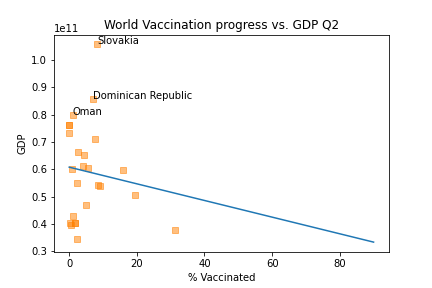 World Vaccination progress vs. GDP Q2
1e11
Slovakia
Dominican Republic
Oman
1.0
0.9
0.8
0.7
0.6
0.5
0.4
0.3
GDP
0
20
40
60
80
% Vaccinated